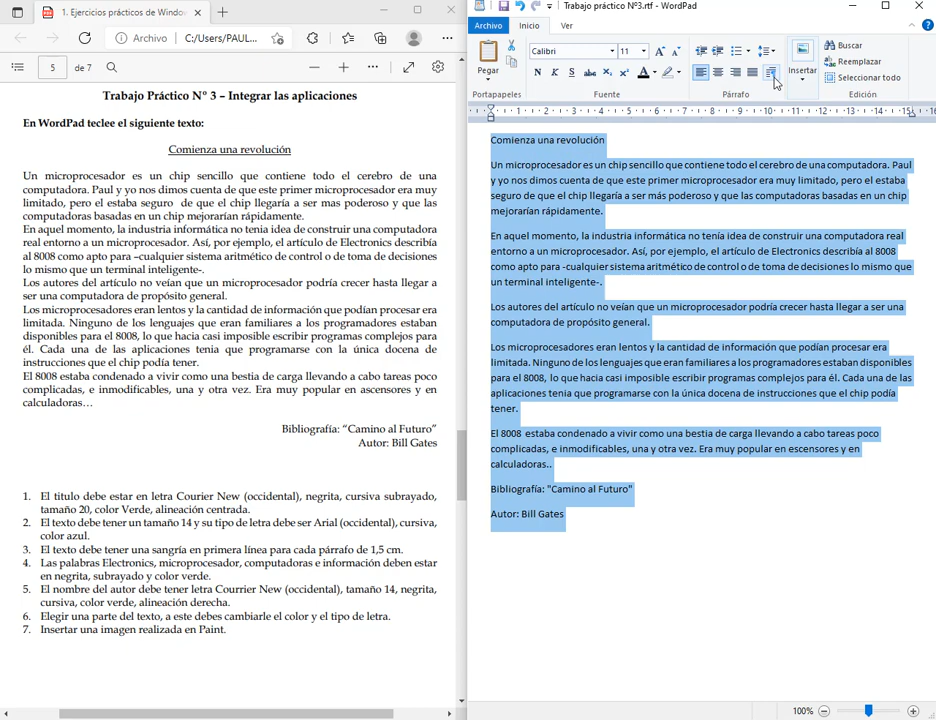 1. Ejercicios prácticos de Window
Archivo
C:/Users/PAUL...
5
de 7
Trabajo Práctico Nº 3 – Integrar las aplicaciones
En WordPad teclee el siguiente texto:
Comienza una revolución
Un microprocesador es un chip sencillo que contiene todo el cerebro de una
computadora. Paul y yo nos dimos cuenta de que este primer microprocesador era muy
limitado, pero el estaba seguro de que el chip llegaría a ser mas poderoso y que las
computadoras basadas en un chip mejorarían rápidamente.
En aquel momento, la industria informática no tenia idea de construir una computadora
real entorno a un microprocesador. Así, por ejemplo, el artículo de Electronics describía
al 8008 como apto para –cualquier sistema aritmético de control o de toma de decisiones
lo mismo que un terminal inteligente-.
Los autores del artículo no veían que un microprocesador podría crecer hasta llegar a
ser una computadora de propósito general.
Los microprocesadores eran lentos y la cantidad de información que podían procesar era
limitada. Ninguno de los lenguajes que eran familiares a los programadores estaban
disponibles para el 8008, lo que hacia casi imposible escribir programas complejos para
él. Cada una de las aplicaciones tenia que programarse con la única docena de
instrucciones que el chip podía tener.
El 8008 estaba condenado a vivir como una bestia de carga llevando a cabo tareas poco
complicadas, e inmodificables, una y otra vez. Era muy popular en ascensores y en
calculadoras…
Bibliografía: “Camino al Futuro”
Autor: Bill Gates
1. El titulo debe estar en letra Courier New (occidental), negrita, cursiva subrayado,
tamaño 20, color Verde, alineación centrada.
2. El texto debe tener un tamaño 14 y su tipo de letra debe ser Arial (occidental), cursiva,
color azul.
3. El texto debe tener una sangría en primera línea para cada párrafo de 1,5 cm.
4. Las palabras Electronics, microprocesador, computadoras e información deben estar
en negrita, subrayado y color verde.
5. El nombre del autor debe tener letra Courrier New (occidental), tamaño 14, negrita,
cursiva, color verde, alineación derecha.
6. Elegir una parte del texto, a este debes cambiarle el color y el tipo de letra.
7. Insertar una imagen realizada en Paint.
Trabajo práctico Nº3.rtf - WordPad
Archivo Inicio Ver
Pegar
Calibri 11
N K S abc X₂ X² A
Insertar
Buscar
Reemplazar
Seleccionar todo
Portapapeles Fuente Párrafo Edición
1 2 3 4 5 6 7 8 9 10 11 12 13 14 15 16
Comienza una revolución
Un microprocesador es un chip sencillo que contiene todo el cerebro de una computadora. Paul
y yo nos dimos cuenta de que este primer microprocesador era muy limitado, pero el estaba
seguro de que el chip llegaría a ser más poderoso y que las computadoras basadas en un chip
mejorarían rápidamente.
En aquel momento, la industria informática no tenía idea de construir una computadora real
entorno a un microprocesador. Así, por ejemplo, el artículo de Electronics describía al 8008
como apto para -cualquier sistema aritmético de control o de toma de decisiones lo mismo que
un terminal inteligente-.
Los autores del artículo no veían que un microprocesador podría crecer hasta llegar a ser una
computadora de propósito general.
Los microprocesadores eran lentos y la cantidad de información que podían procesar era
limitada. Ninguno de los lenguajes que eran familiares a los programadores estaban disponibles
para el 8008, lo que hacia casi imposible escribir programas complejos para él. Cada una de las
aplicaciones tenia que programarse con la única docena de instrucciones que el chip podía
tener.
El 8008 estaba condenado a vivir como una bestia de carga llevando a cabo tareas poco
complicadas, e inmodificables, una y otra vez. Era muy popular en ascensores y en
calculadoras..
Bibliografía: "Camino al Futuro"
Autor: Bill Gates
100%